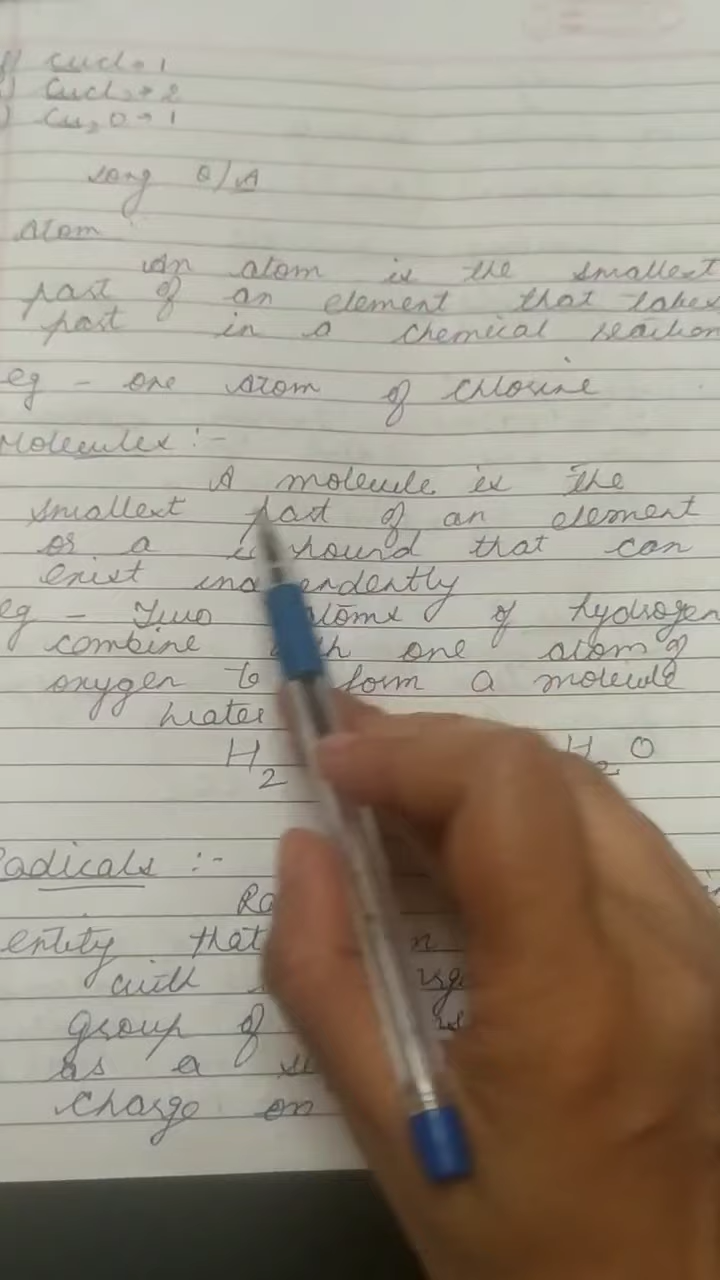 CuCl → 1
CuCl₂ → 2
Cu₂O → 1
Long Q/A
Atom
An atom is the smallest
part of an element that takes
part in a chemical reaction
eg - one atom of Chlorine
Molecules :-
A molecule is the
smallest part of an element
or a that can
exist
eg - Two atoms of hydrogen
combine one atom of
oxygen to form a molecule
water
H₂ H₂O
Radicals :-
entity that
with
group of
as a
charge on